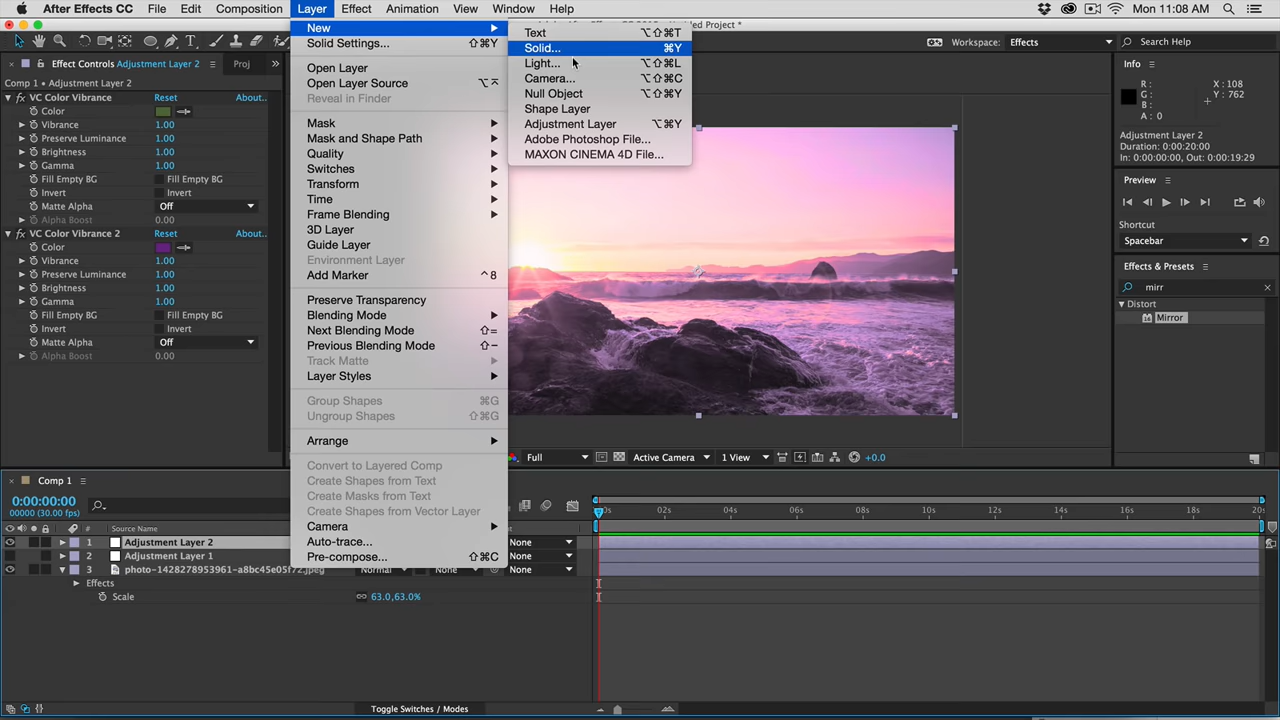 After Effects CC File Edit Composition Layer Effect Animation View Window Help Mon 11:08 AM
Untitled Project *
Effects Search Help
Effect Controls Adjustment Layer 2 Proj
Comp 1 • Adjustment Layer 2
fx VC Color Vibrance Reset About..
Color
Vibrance 1.00
Preserve Luminance 1.00
Brightness 1.00
Gamma 1.00
Fill Empty BG Fill Empty BG
Invert Invert
Matte Alpha Off
Alpha Boost 0.00
fx VC Color Vibrance 2 Reset About..
Color
Vibrance 1.00
Preserve Luminance 1.00
Brightness 1.00
Gamma 1.00
Fill Empty BG Fill Empty BG
Invert Invert
Matte Alpha Off
Alpha Boost 0.00
New
Solid Settings... ⇧⌘Y
Open Layer
Open Layer Source
Reveal in Finder
Mask
Mask and Shape Path
Quality
Switches
Transform
Time
Frame Blending
3D Layer
Guide Layer
Environment Layer
Add Marker ^8
Preserve Transparency
Blending Mode
Next Blending Mode ⇧=
Previous Blending Mode ⇧-
Track Matte
Layer Styles
Group Shapes ⌘G
Ungroup Shapes ⇧⌘G
Arrange
Convert to Layered Comp
Create Shapes from Text
Create Masks from Text
Create Shapes from Vector Layer
Camera
Auto-trace...
Pre-compose... ⇧⌘C
Text ⌥⇧⌘T
Solid... ⌘Y
Light... ⌥⇧⌘L
Camera... ⌥⇧⌘C
Null Object ⌥⇧⌘Y
Shape Layer
Adjustment Layer ⌥⌘Y
Adobe Photoshop File...
MAXON CINEMA 4D File...
Full Active Camera 1 View +0.0
Info
R: X: 108
G: Y: 762
B:
A: 0
Adjustment Layer 2
Duration: 0:00:20:00
In: 0:00:00:00, Out: 0:00:19:29
Preview
Shortcut
Spacebar
Effects & Presets
mirr
Distort
Mirror
Comp 1
0:00:00:00
00000 (30.00 fps)
# Source Name
02s 04s 06s 08s 10s 12s 14s 16s 18s 20s
1 Adjustment Layer 2 None
2 Adjustment Layer 1 None
3 photo-1428278953961-a8bc45e05f72.jpeg Normal None None
Effects
Scale 63.0,63.0%
Toggle Switches / Modes